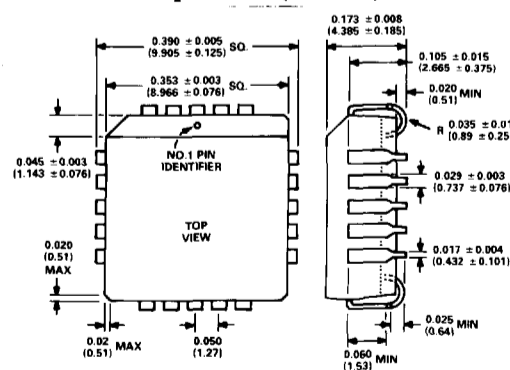 0.390 ± 0.005
(9.905 ± 0.125) SQ.
0.353 ± 0.003
(8.966 ± 0.076) SQ.
0.173 ± 0.008
(4.385 ± 0.185)
0.105 ± 0.015
(2.665 ± 0.375)
0.020
(0.51) MIN
R 0.035 ± 0.01
(0.89 ± 0.25
0.045 ± 0.003
(1.143 ± 0.076)
NO.1 PIN
IDENTIFIER
0.029 ± 0.003
(0.737 ± 0.076)
TOP
VIEW
0.020
(0.51)
MAX
0.017 ± 0.004
(0.432 ± 0.101)
0.02
(0.51) MAX
0.050
(1.27)
0.025
(0.64) MIN
0.060
(1.53) MIN